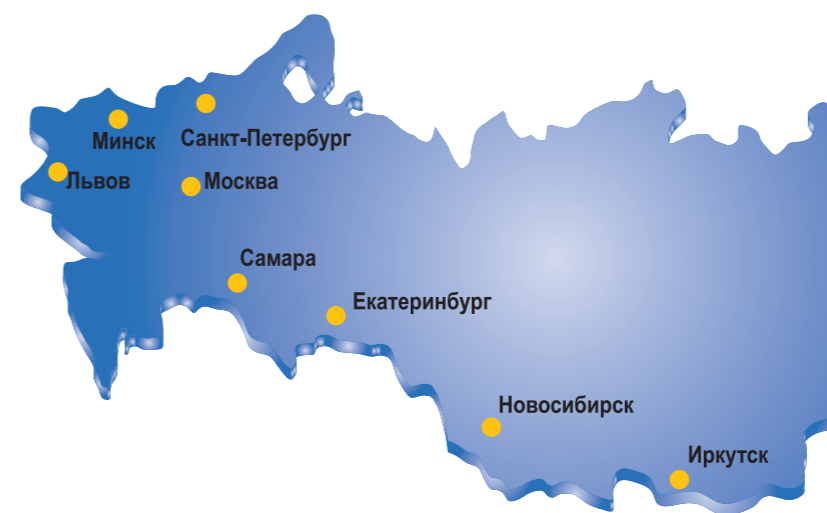 Санкт-Петербург
Минск
Львов
Москва
Самара
Екатеринбург
Новосибирск
Иркутск